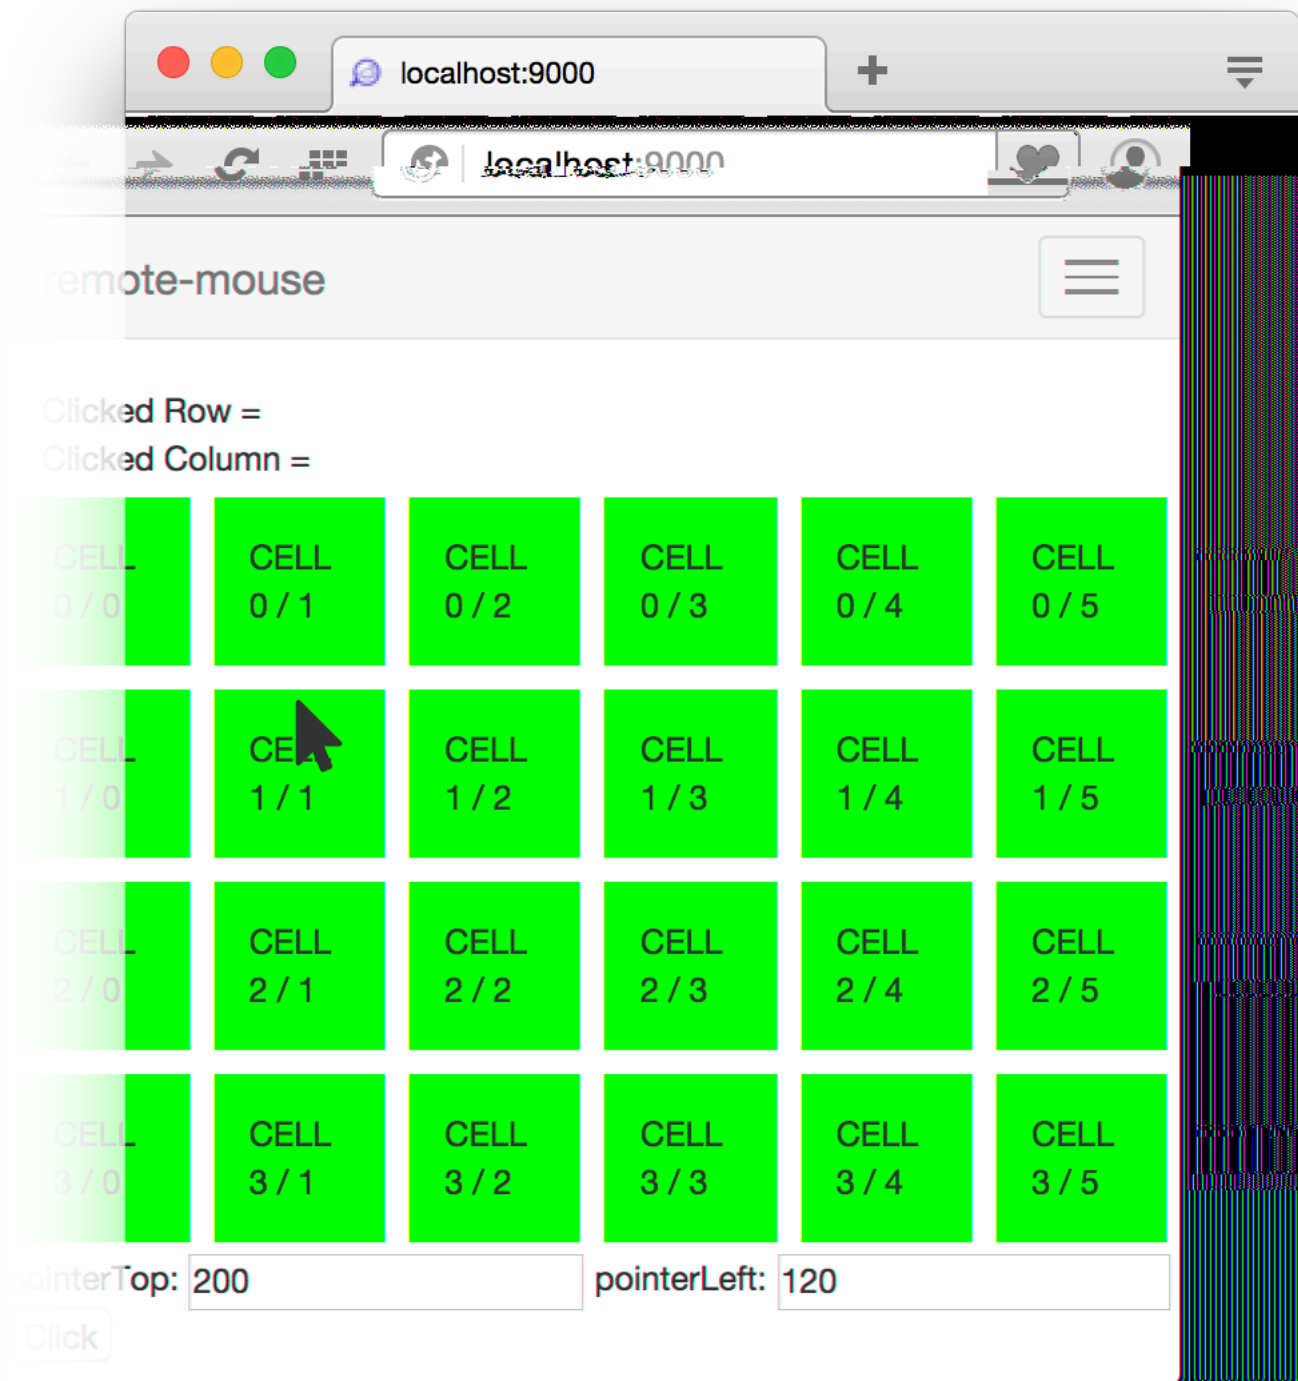 localhost:9000
localhost:9000
remote-mouse
Clicked Row =
Clicked Column =
CELL CELL CELL CELL CELL CELL
0 / 0 0 / 1 0 / 2 0 / 3 0 / 4 0 / 5
CELL CELL CELL CELL CELL CELL
1 / 0 1 / 1 1 / 2 1 / 3 1 / 4 1 / 5
CELL CELL CELL CELL CELL CELL
2 / 0 2 / 1 2 / 2 2 / 3 2 / 4 2 / 5
CELL CELL CELL CELL CELL CELL
3 / 0 3 / 1 3 / 2 3 / 3 3 / 4 3 / 5
pointerTop: 200 pointerLeft: 120
Click